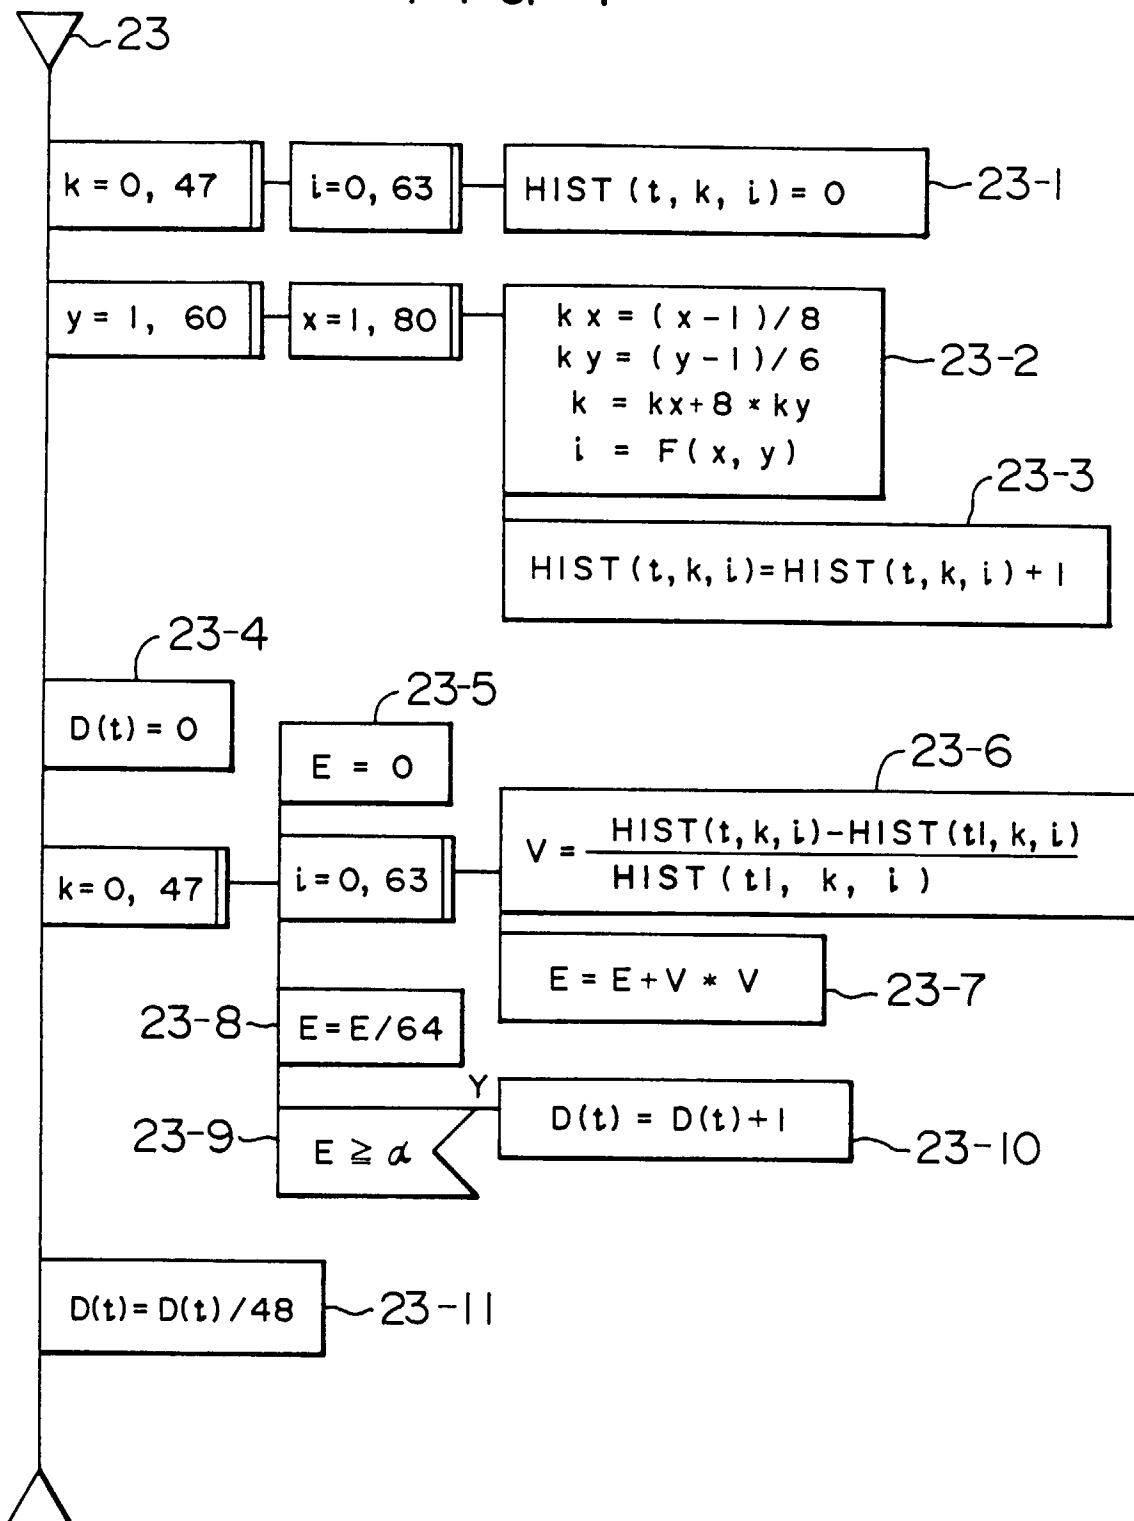 23
k = 0, 47
i=0, 63
HIST (t, k, i) = 0
23-1
y = 1, 60
x=1, 80
kx = (x-1)/8
ky = (y-1)/6
k = kx+8 * ky
i = F(x, y)
23-2
23-3
HIST(t, k, i)=HIST(t, k, i)+1
23-4
D(t) = 0
23-5
E = 0
23-6
V = HIST(t, k, i)-HIST(t1, k, i)
HIST (t1, k, i)
k=0, 47
i=0, 63
E = E+V * V
23-7
23-8
E=E/64
Y
23-9
E ≧ α
D(t) = D(t)+1
23-10
D(t)= D(t)/48
23-11